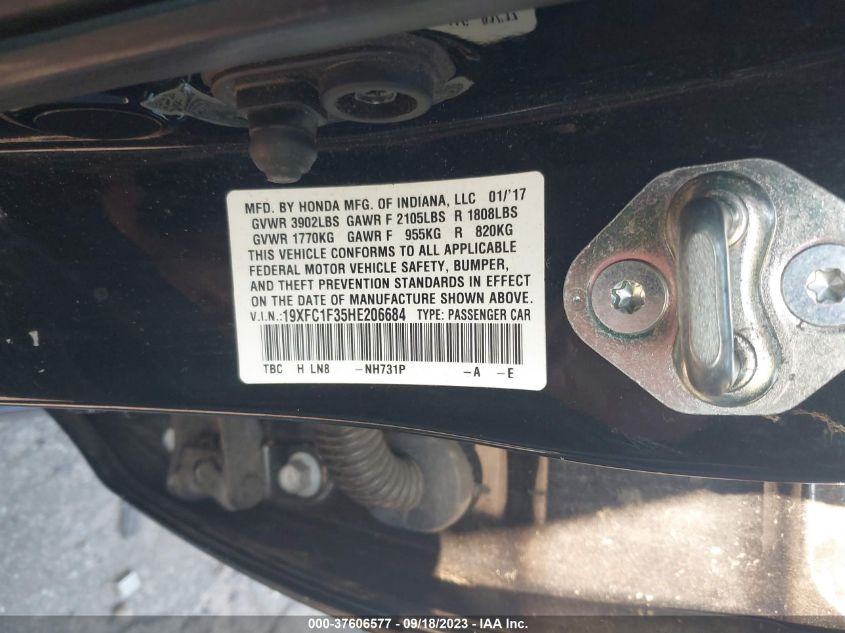 MFD. BY HONDA MFG. OF INDIANA, LLC 01/'17
GVWR 3902LBS GAWR F 2105LBS R 1808LBS
GVWR 1770KG GAWR F 955KG R 820KG
THIS VEHICLE CONFORMS TO ALL APPLICABLE
FEDERAL MOTOR VEHICLE SAFETY, BUMPER,
AND THEFT PREVENTION STANDARDS IN EFFECT
ON THE DATE OF MANUFACTURE SHOWN ABOVE.
V.I.N.:19XFC1F35HE206684 TYPE: PASSENGER CAR
TBC H LN8 -NH731P -A -E
000-37606577 - 09/18/2023 - IAA Inc.